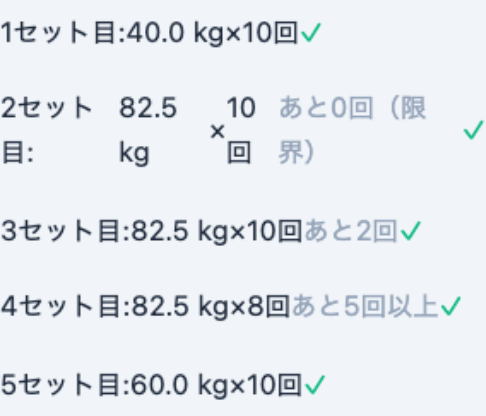 1セット目:40.0 kg×10回✓
2セット目: 82.5 kg × 10回 あと0回（限界） ✓
3セット目:82.5 kg×10回あと2回✓
4セット目:82.5 kg×8回あと5回以上✓
5セット目:60.0 kg×10回✓